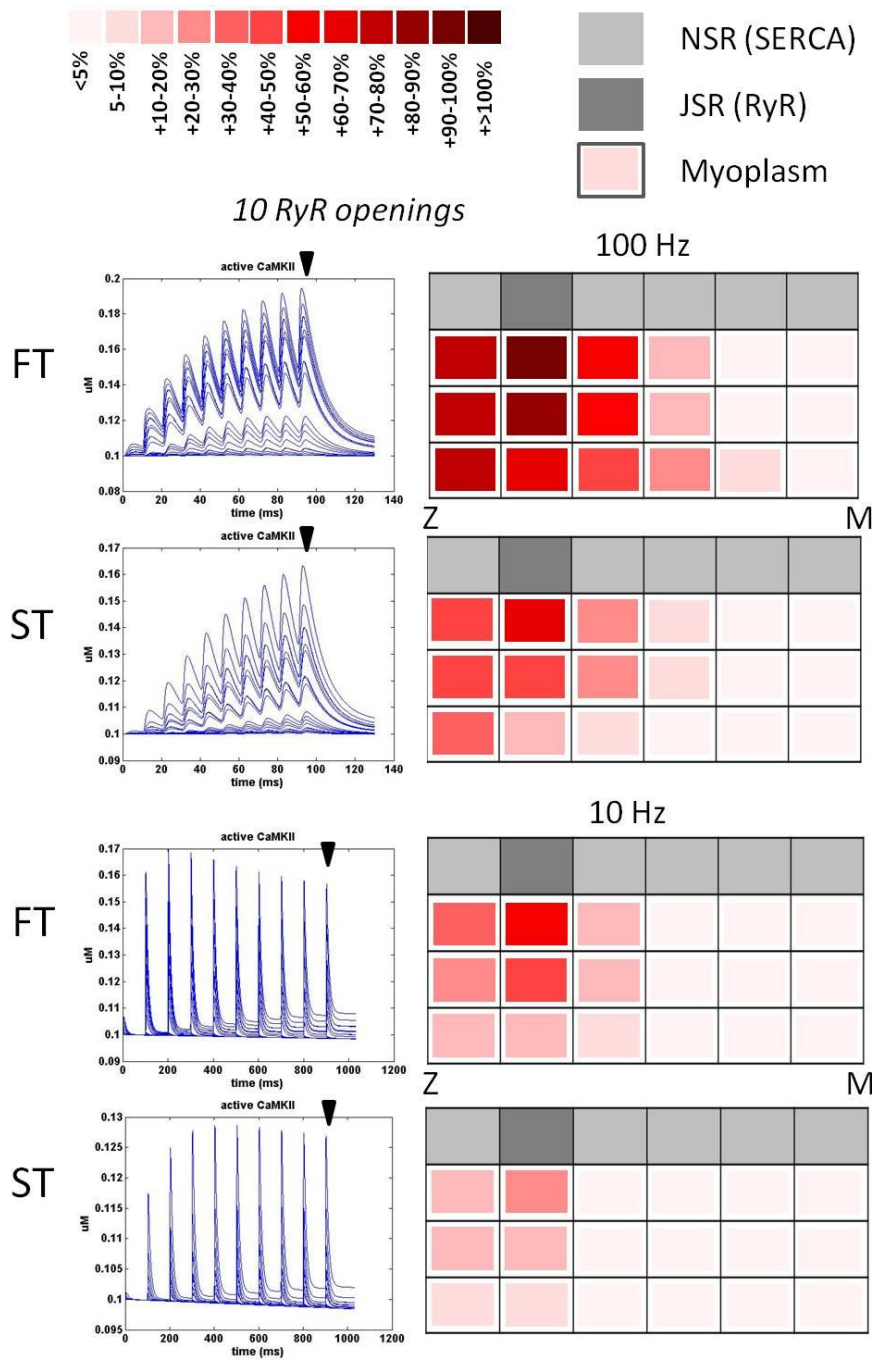 <5%
5-10%
+10-20%
+20-30%
+30-40%
+40-50%
+50-60%
+60-70%
+70-80%
+80-90%
+90-100%
+>100%
NSR (SERCA)
JSR (RyR)
Myoplasm
10 RyR openings
100 Hz
FT
active CaMKII
0.2
0.18
0.16
0.14
0.12
0.1
0.08
uM
0 20 40 60 80 100 120 140
time (ms)
Z M
ST
active CaMKII
0.17
0.16
0.15
0.14
0.13
0.12
0.11
0.1
0.09
uM
0 20 40 60 80 100 120 140
time (ms)
10 Hz
FT
active CaMKII
0.17
0.16
0.15
0.14
0.13
0.12
0.11
0.1
0.09
uM
0 200 400 600 800 1000 1200
time (ms)
Z M
ST
active CaMKII
0.13
0.125
0.12
0.115
0.11
0.105
0.1
0.095
uM
0 200 400 600 800 1000 1200
time (ms)